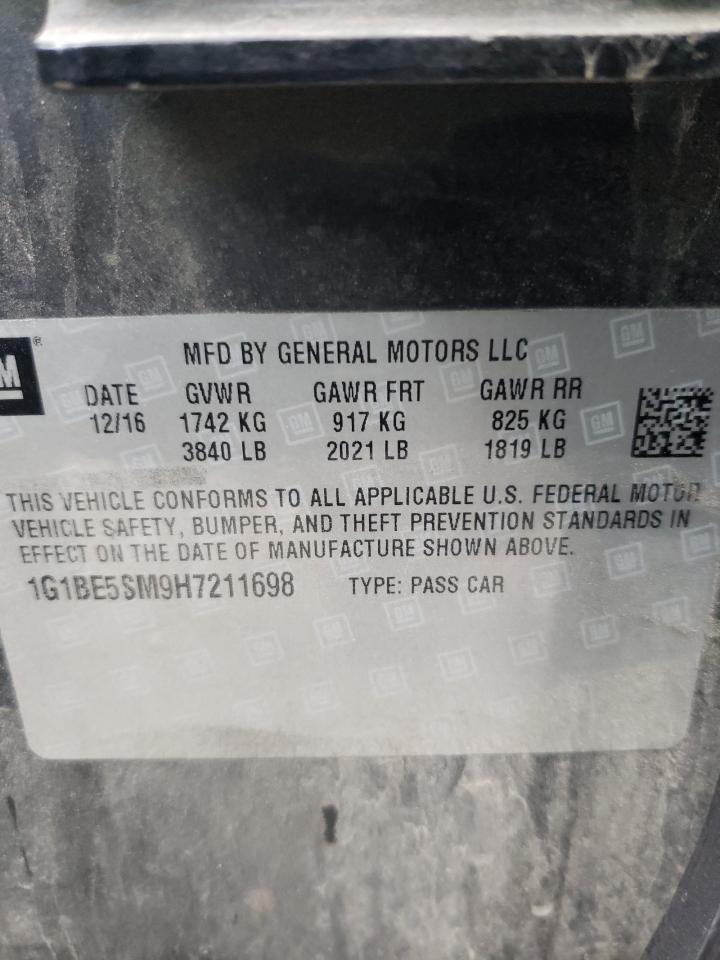 GM®
MFD BY GENERAL MOTORS LLC
DATE GVWR GAWR FRT GAWR RR
12/16 1742 KG 917 KG 825 KG
3840 LB 2021 LB 1819 LB
THIS VEHICLE CONFORMS TO ALL APPLICABLE U.S. FEDERAL MOTOR
VEHICLE SAFETY, BUMPER, AND THEFT PREVENTION STANDARDS IN
EFFECT ON THE DATE OF MANUFACTURE SHOWN ABOVE.
1G1BE5SM9H7211698 TYPE: PASS CAR